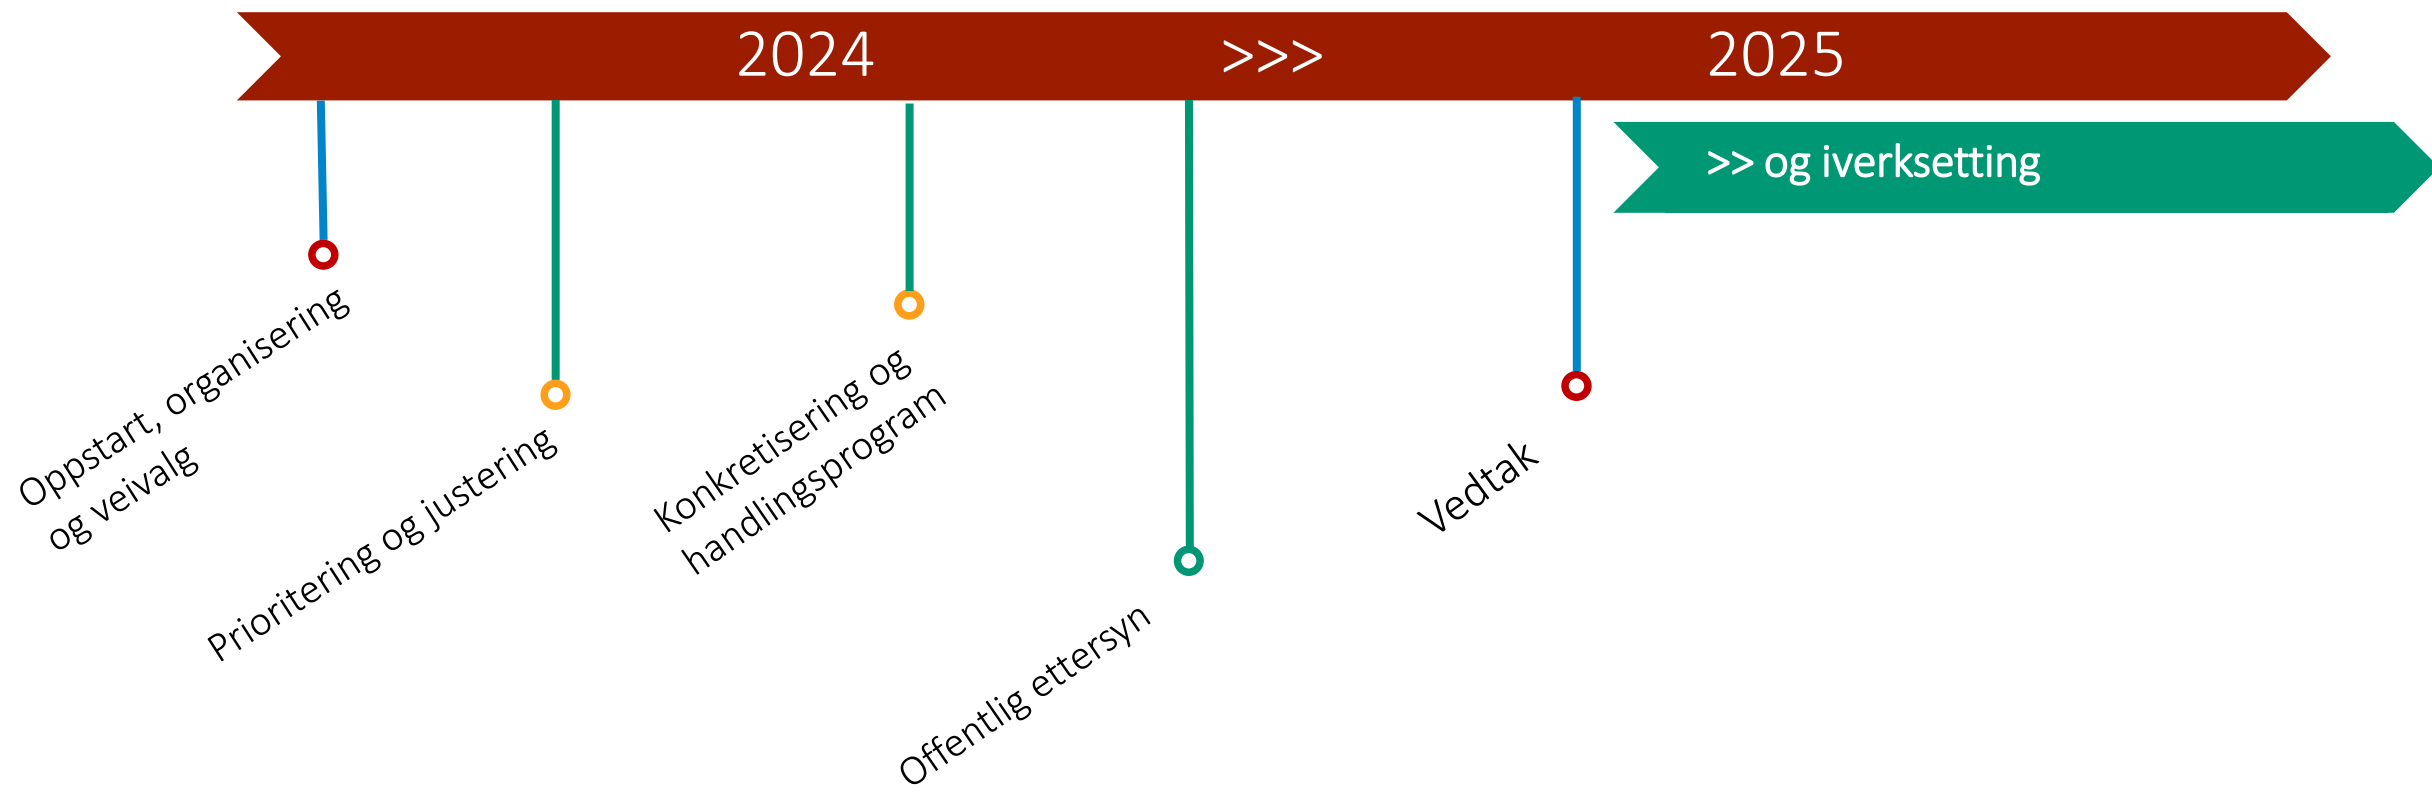 2024 >>> 2025
>> og iverksetting
Oppstart, organisering
og veivalg
Prioritering og justering
Konkretisering og
handlingsprogram
Offentlig ettersyn
Vedtak